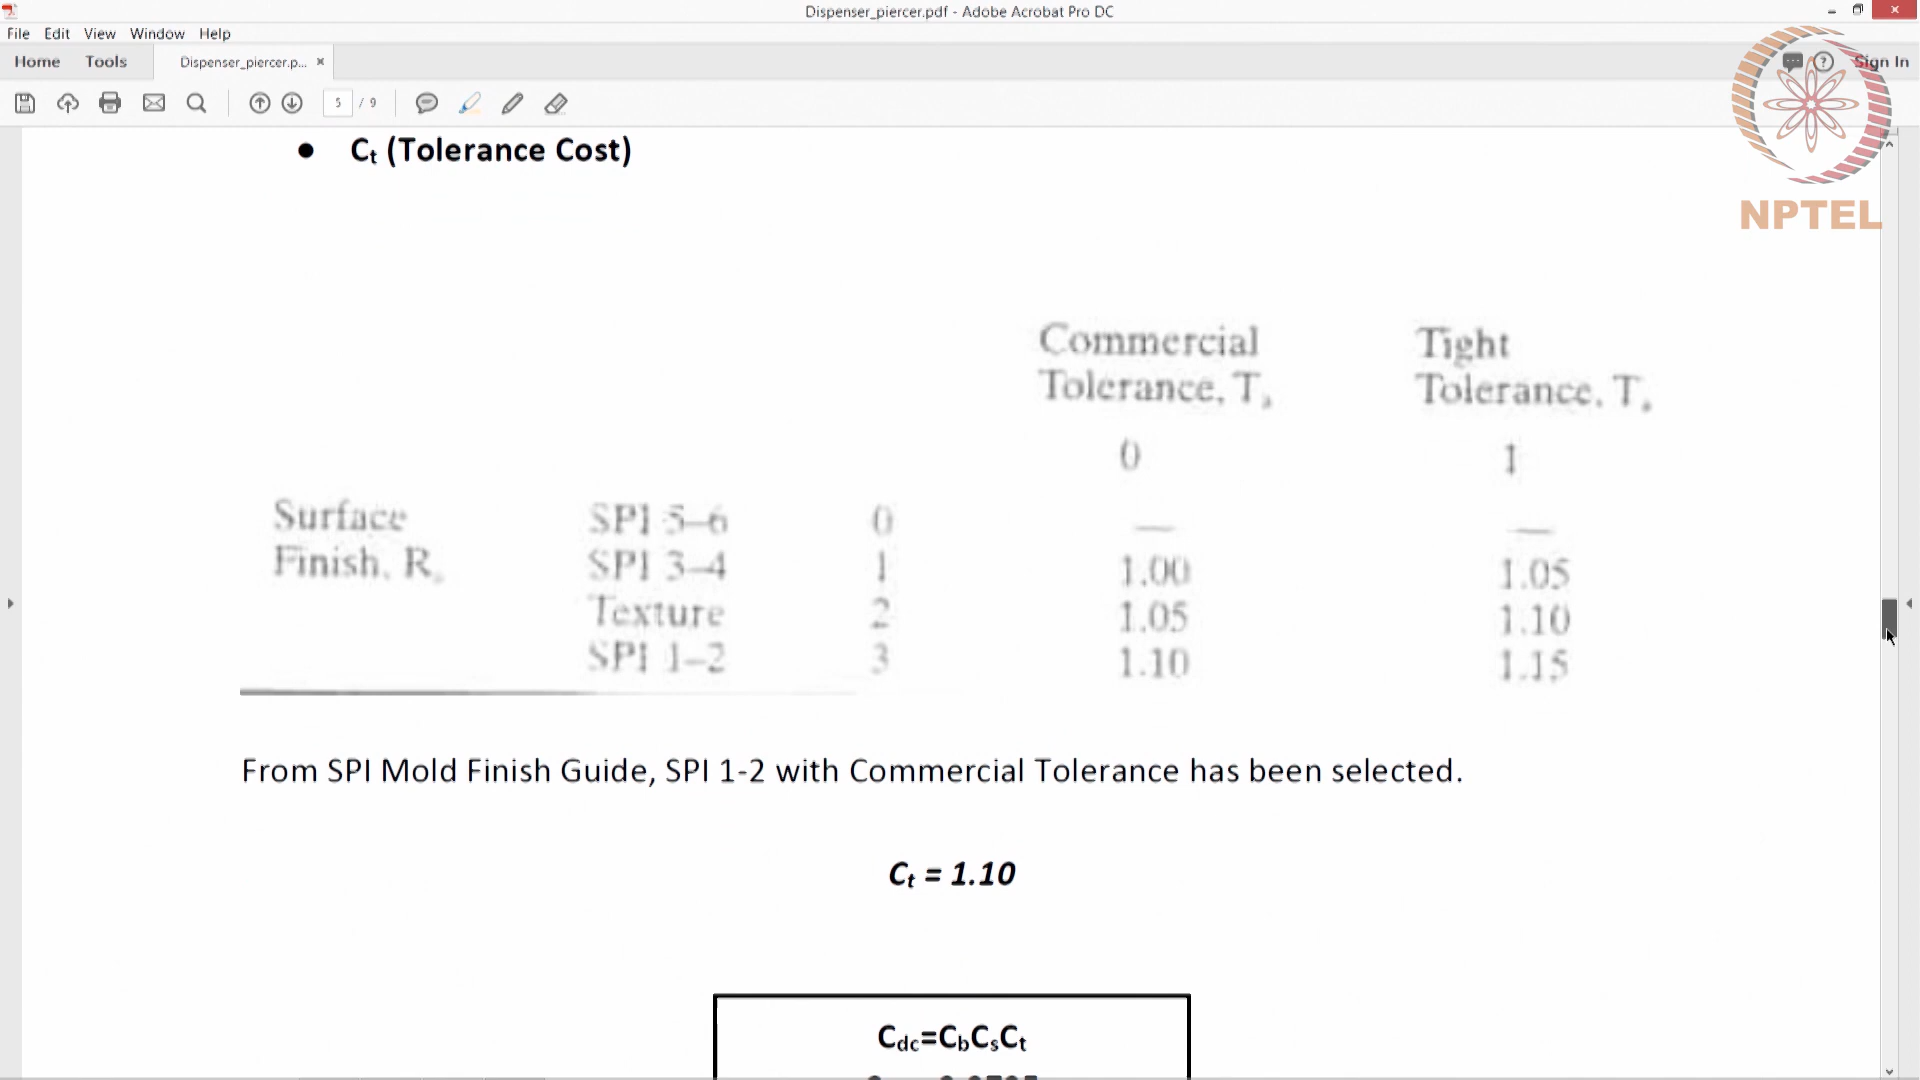 Dispenser_piercer.pdf - Adobe Acrobat Pro DC
File Edit View Window Help
Home Tools Dispenser_piercer.p... ×
Sign In
5 / 9
NPTEL
● Ct (Tolerance Cost)
Commercial Tight
Tolerance, Ta Tolerance, Ta
0 1
Surface SPI 5–6 0 — —
Finish, Ra SPI 3–4 1 1.00 1.05
Texture 2 1.05 1.10
SPI 1–2 3 1.10 1.15
From SPI Mold Finish Guide, SPI 1-2 with Commercial Tolerance has been selected.
Ct = 1.10
Cdc=CbCsCt